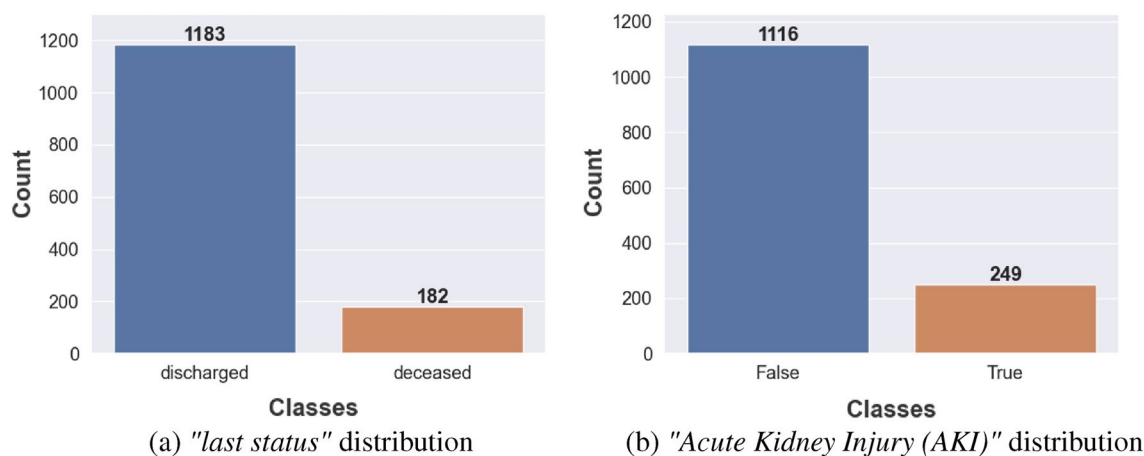 1183
182
1200
1000
800
600
400
200
0
Count
discharged
deceased
Classes
(a) "last status" distribution
1116
249
1200
1000
800
600
400
200
0
Count
False
True
Classes
(b) "Acute Kidney Injury (AKI)" distribution